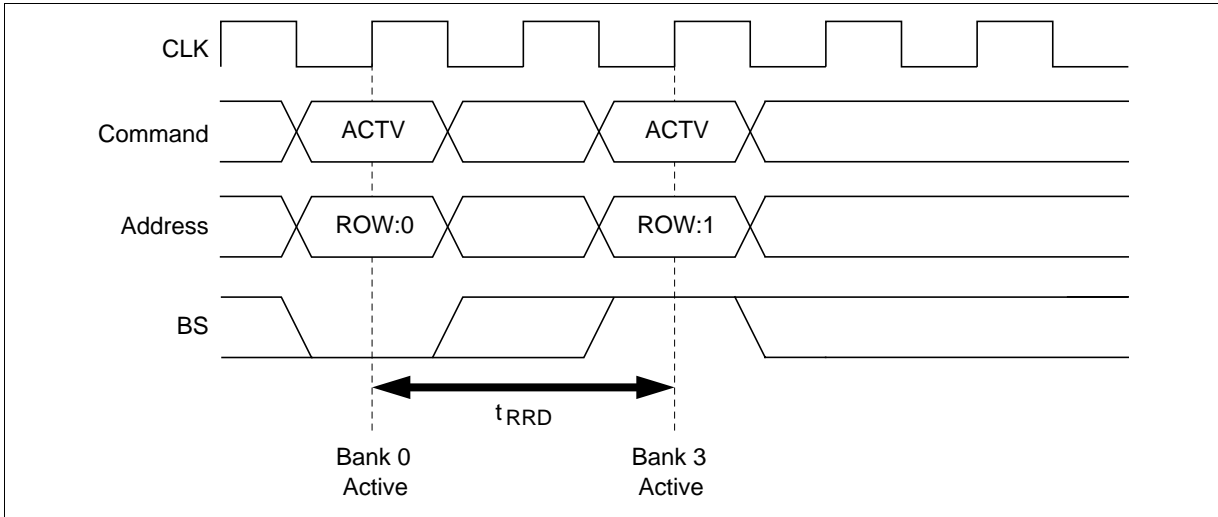 CLK
Command
ACTV
ACTV
Address
ROW:0
ROW:1
BS
tRRD
Bank 0
Active
Bank 3
Active